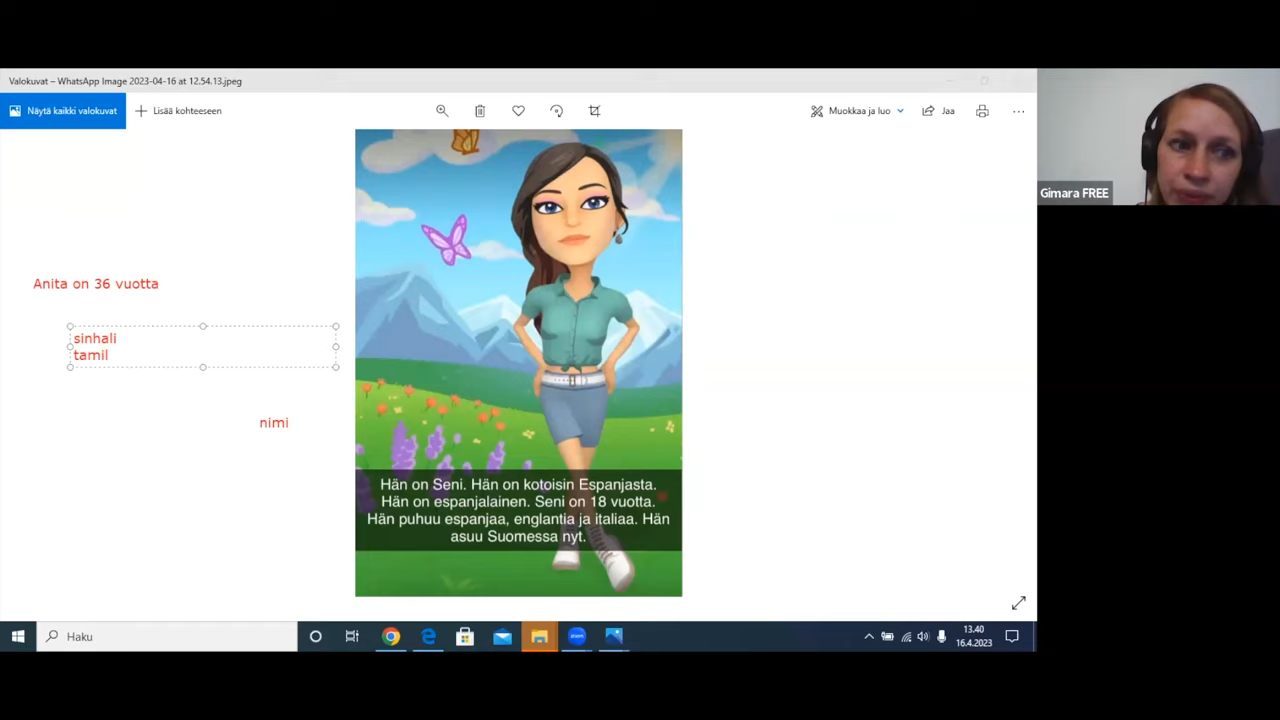 Valokuvat – WhatsApp Image 2023-04-16 at 12.54.13.jpeg
Näytä kaikki valokuvat
Lisää kohteeseen
Muokkaa ja luo
Jaa
Gimara FREE
Anita on 36 vuotta
sinhali
tamil
nimi
Hän on Seni. Hän on kotoisin Espanjasta.
Hän on espanjalainen. Seni on 18 vuotta.
Hän puhuu espanjaa, englantia ja italiaa. Hän
asuu Suomessa nyt.
Haku
zoom
13.40
16.4.2023